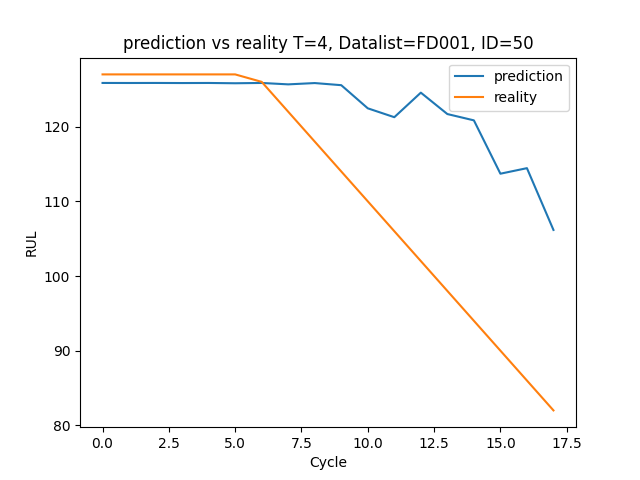 prediction vs reality T=4, Datalist=FD001, ID=50
prediction
reality
120
110
100
90
80
RUL
0.0 2.5 5.0 7.5 10.0 12.5 15.0 17.5
Cycle